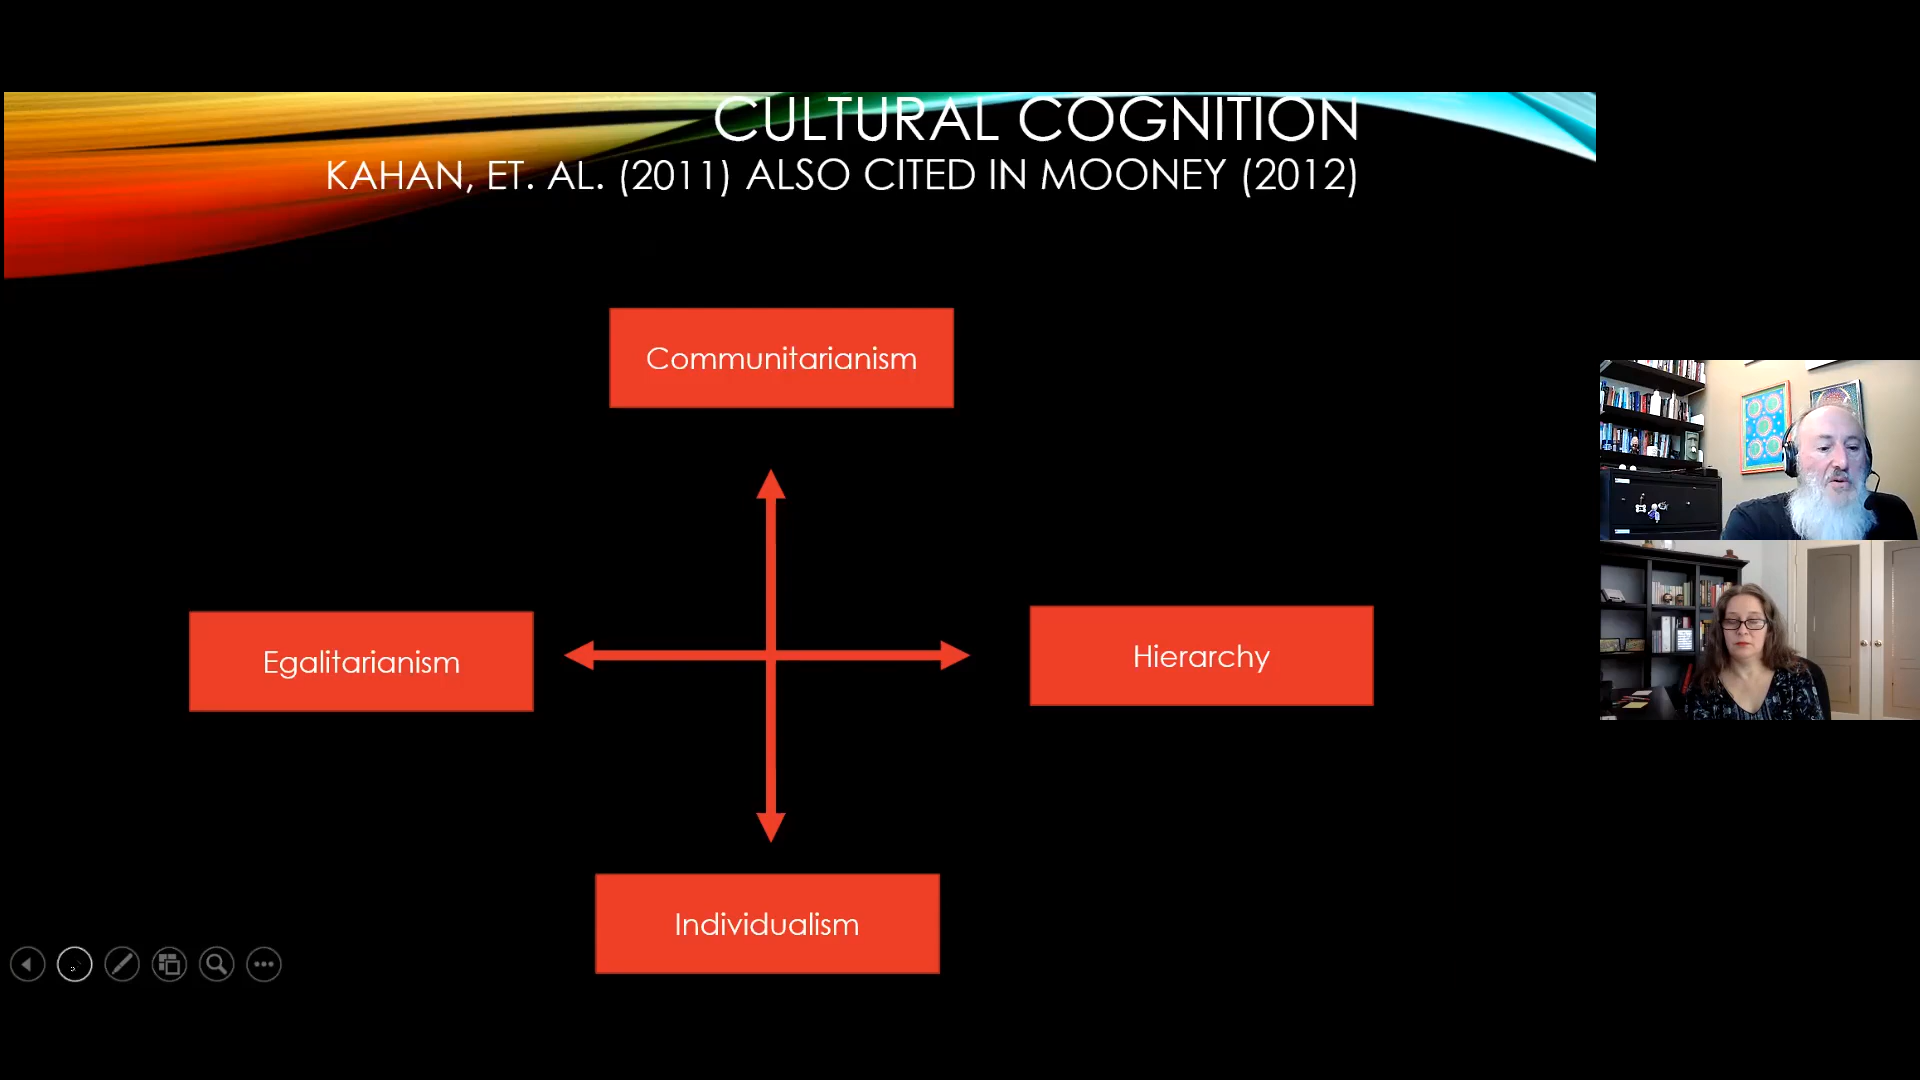 CULTURAL COGNITION
KAHAN, ET. AL. (2011) ALSO CITED IN MOONEY (2012)
Communitarianism
Egalitarianism
Hierarchy
Individualism